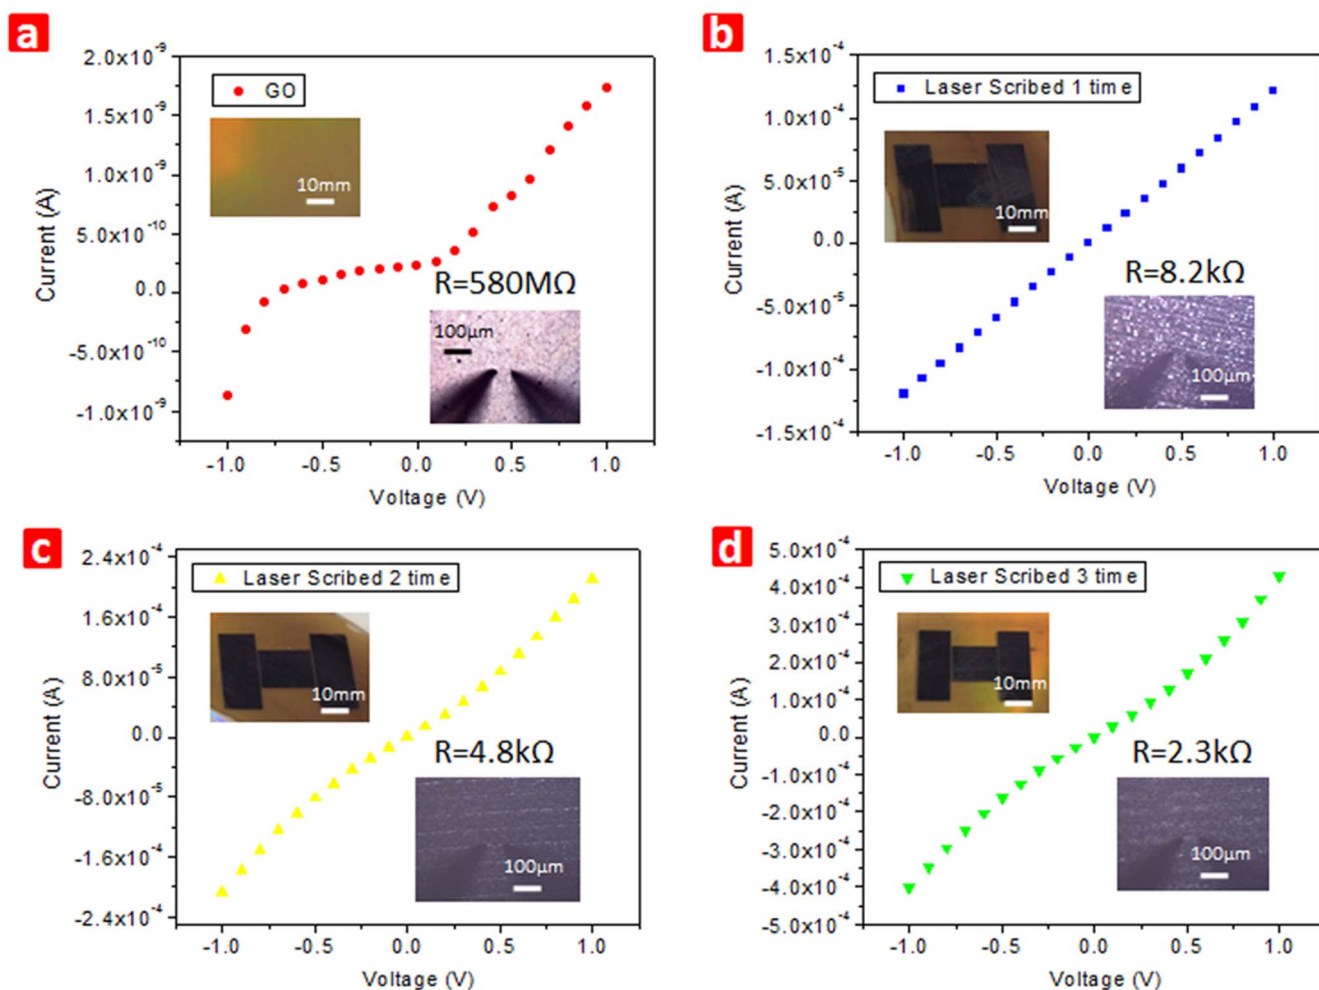 a
2.0x10⁻⁹
1.5x10⁻⁹
1.0x10⁻⁹
5.0x10⁻¹⁰
0.0
-5.0x10⁻¹⁰
-1.0x10⁻⁹
Current (A)
GO
10mm
R=580MΩ
100μm
-1.0 -0.5 0.0 0.5 1.0
Voltage (V)
b
1.5x10⁻⁴
1.0x10⁻⁴
5.0x10⁻⁵
0.0
-5.0x10⁻⁵
-1.0x10⁻⁴
-1.5x10⁻⁴
Current (A)
Laser Scribed 1 time
10mm
R=8.2kΩ
100μm
-1.0 -0.5 0.0 0.5 1.0
Voltage (V)
c
2.4x10⁻⁴
1.6x10⁻⁴
8.0x10⁻⁵
0.0
-8.0x10⁻⁵
-1.6x10⁻⁴
-2.4x10⁻⁴
Current (A)
Laser Scribed 2 time
10mm
R=4.8kΩ
100μm
-1.0 -0.5 0.0 0.5 1.0
Voltage (V)
d
5.0x10⁻⁴
4.0x10⁻⁴
3.0x10⁻⁴
2.0x10⁻⁴
1.0x10⁻⁴
0.0
-1.0x10⁻⁴
-2.0x10⁻⁴
-3.0x10⁻⁴
-4.0x10⁻⁴
-5.0x10⁻⁴
Current (A)
Laser Scribed 3 time
10mm
R=2.3kΩ
100μm
-1.0 -0.5 0.0 0.5 1.0
Voltage (V)